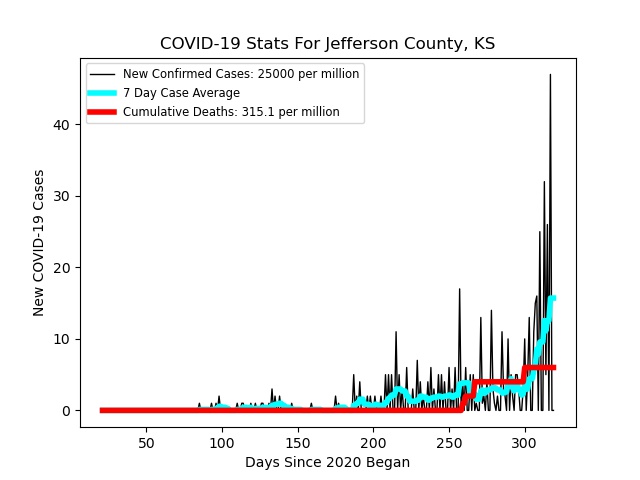 COVID-19 Stats For Jefferson County, KS
New Confirmed Cases: 25000 per million
7 Day Case Average
Cumulative Deaths: 315.1 per million
New COVID-19 Cases
40
30
20
10
0
50 100 150 200 250 300
Days Since 2020 Began